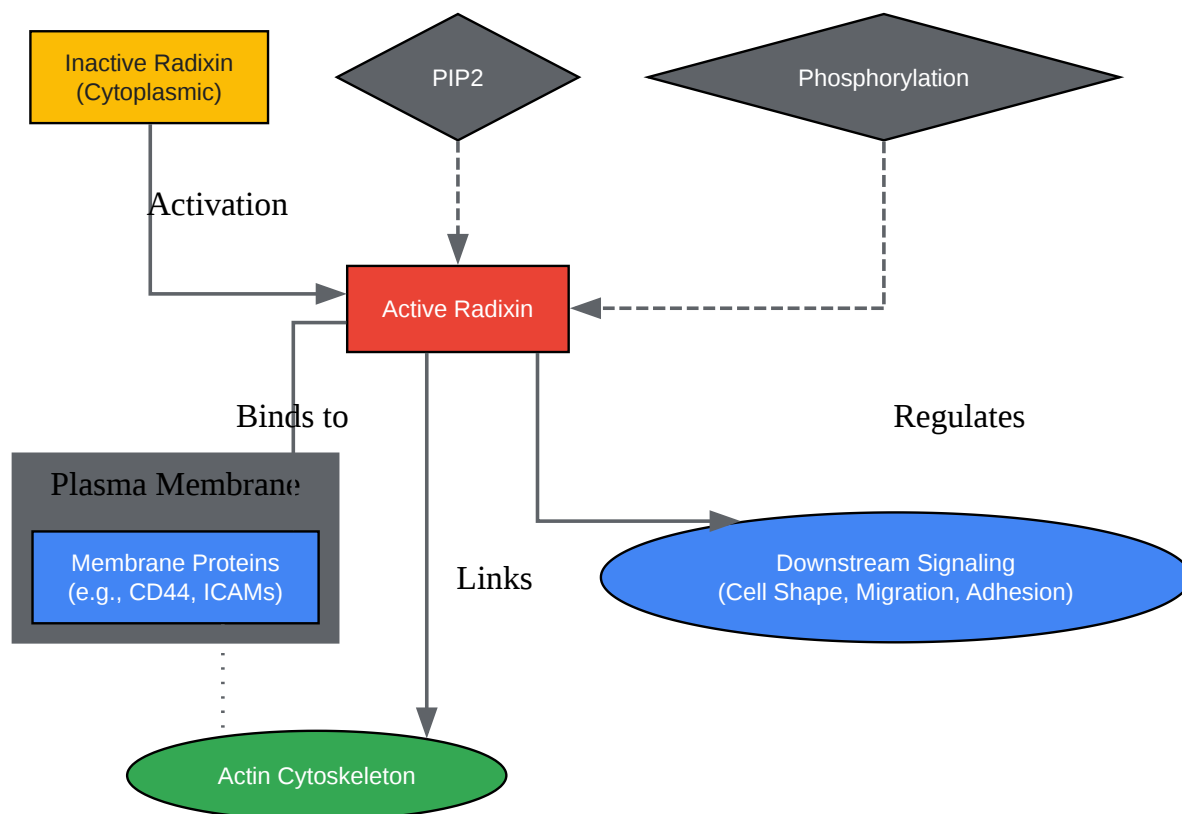 Inactive Radixin
(Cytoplasmic)
PIP2
Phosphorylation
Activation
Active Radixin
Binds to
Regulates
Plasma Membrane
Membrane Proteins
(e.g., CD44, ICAMs)
Links
Downstream Signaling
(Cell Shape, Migration, Adhesion)
Actin Cytoskeleton